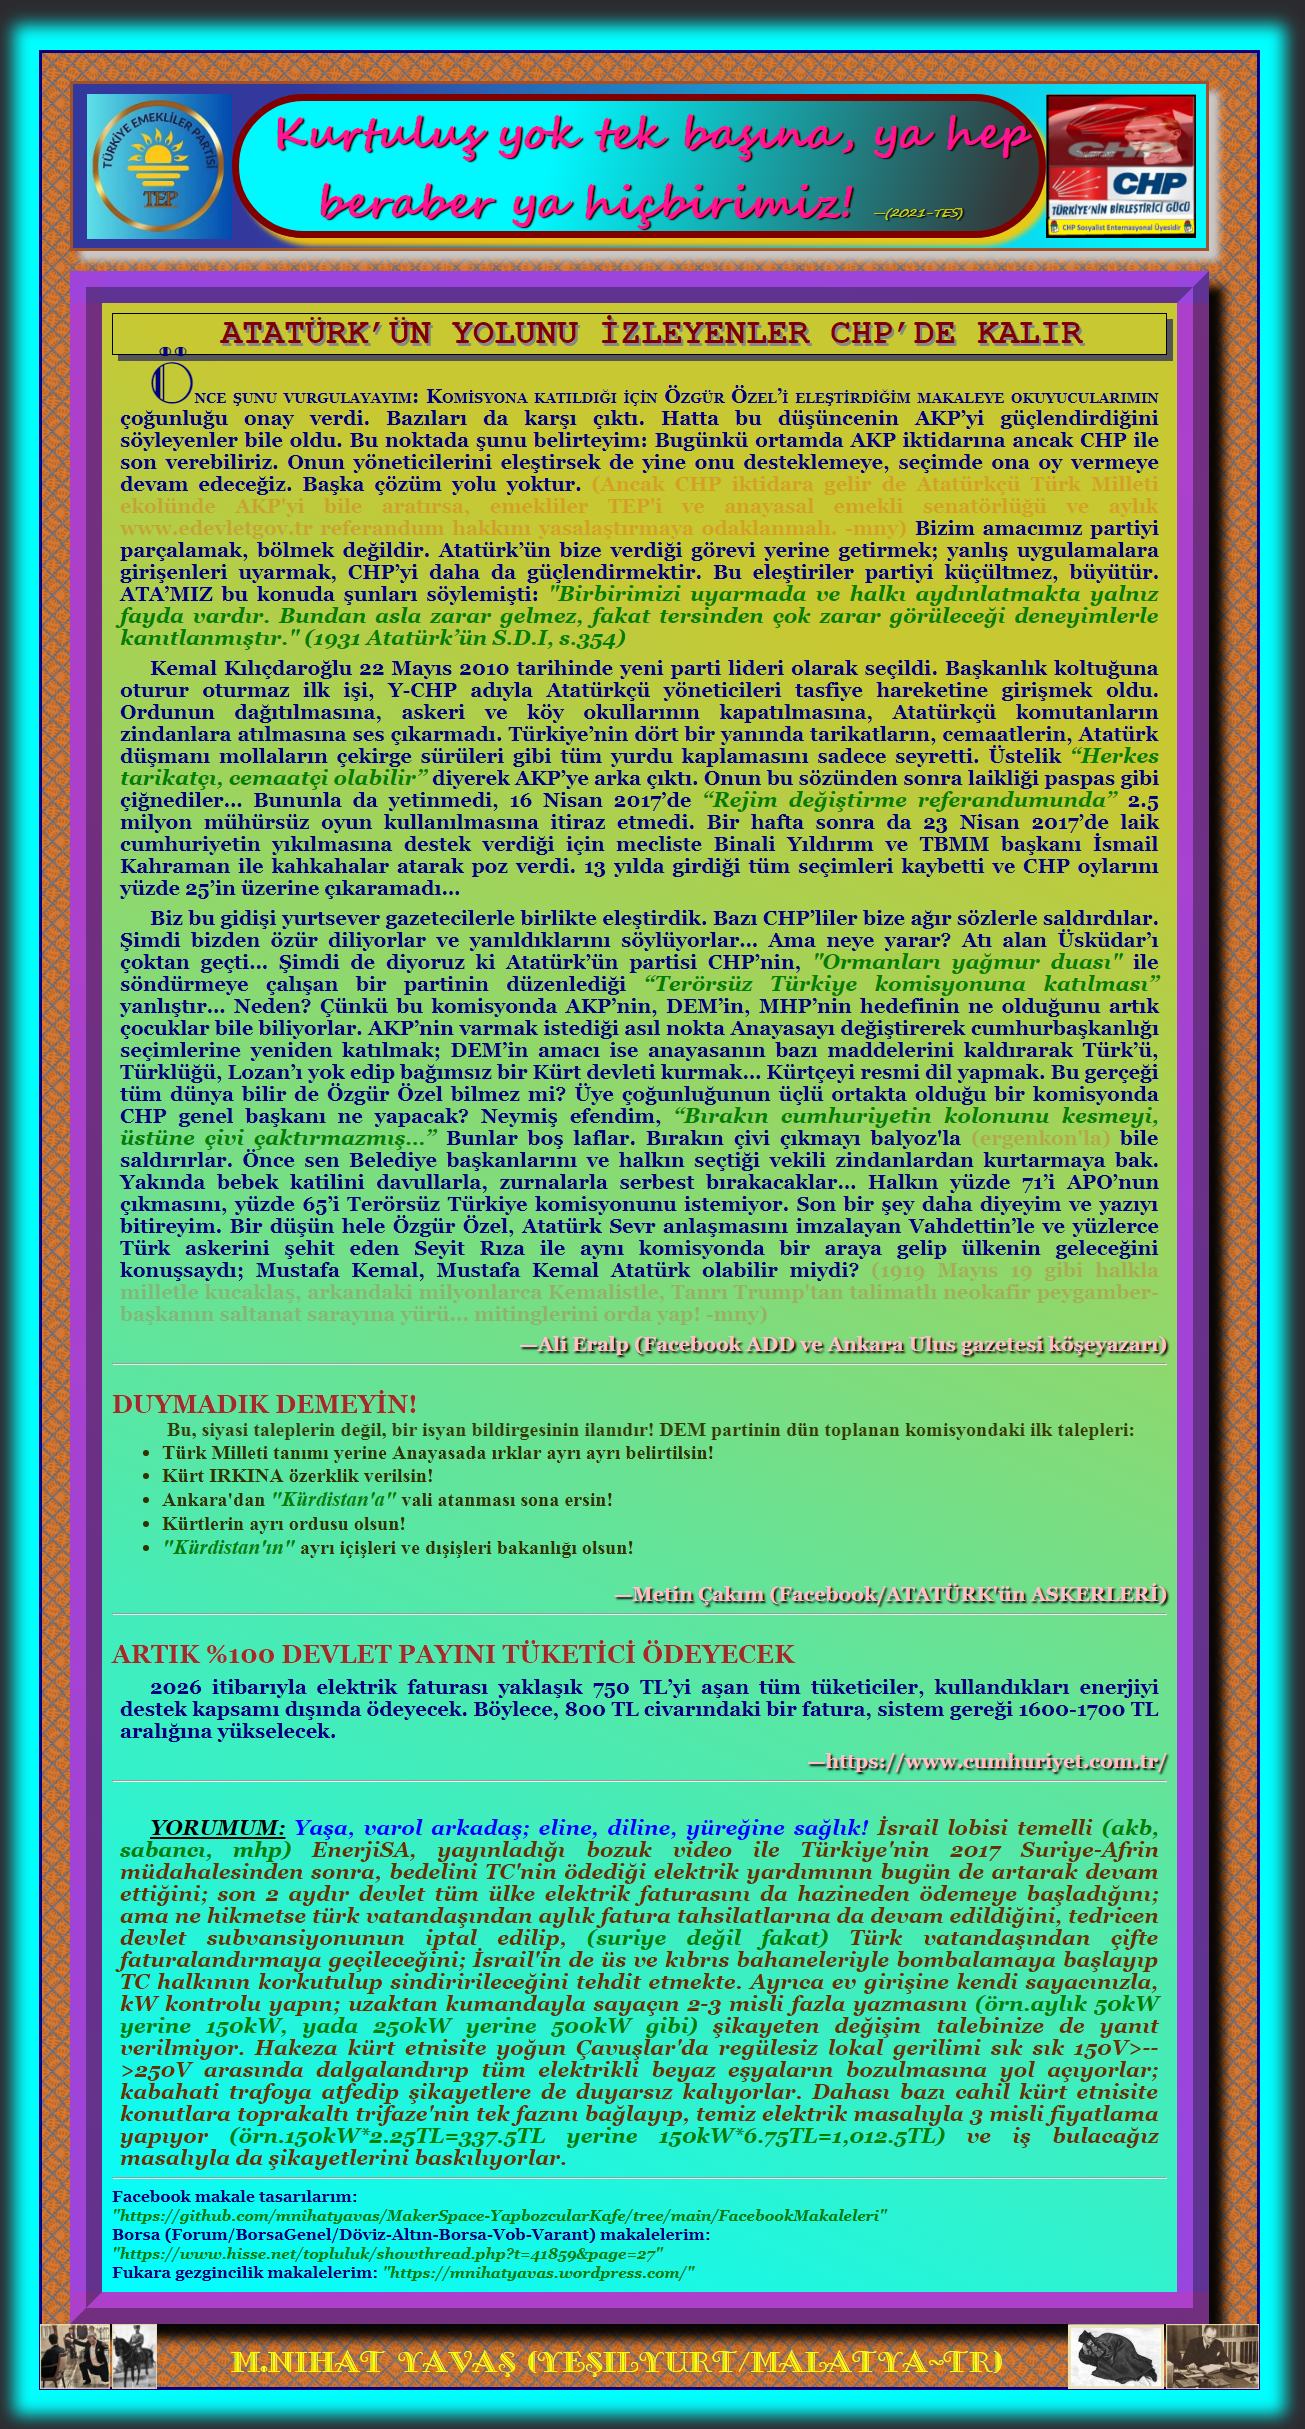 TÜRKİYE EMEKLİLER PARTİSİ
TEP
Kurtuluş yok tek başına, ya hep
beraber ya hiçbirimiz! —(2021-TES)
CHP
CHP
TÜRKİYE'NİN BİRLEŞTİRİCİ GÜCÜ
CHP Sosyalist Enternasyonal Üyesidir
ATATÜRK’ÜN YOLUNU İZLEYENLER CHP’DE KALIR
Önce şunu vurgulayayım: Komisyona katıldığı için Özgür Özel’i eleştirdiğim makaleye okuyucularımın
çoğunluğu onay verdi. Bazıları da karşı çıktı. Hatta bu düşüncenin AKP’yi güçlendirdiğini
söyleyenler bile oldu. Bu noktada şunu belirteyim: Bugünkü ortamda AKP iktidarına ancak CHP ile
son verebiliriz. Onun yöneticilerini eleştirsek de yine onu desteklemeye, seçimde ona oy vermeye
devam edeceğiz. Başka çözüm yolu yoktur. (Ancak CHP iktidara gelir de Atatürkçü Türk Milleti
ekolünde AKP'yi bile aratırsa, emekliler TEP'i ve anayasal emekli senatörlüğü ve aylık
www.edevletgov.tr referandum hakkını yasalaştırmaya odaklanmalı. -mny) Bizim amacımız partiyi
parçalamak, bölmek değildir. Atatürk’ün bize verdiği görevi yerine getirmek; yanlış uygulamalara
girişenleri uyarmak, CHP’yi daha da güçlendirmektir. Bu eleştiriler partiyi küçültmez, büyütür.
ATA’MIZ bu konuda şunları söylemişti: "Birbirimizi uyarmada ve halkı aydınlatmakta yalnız
fayda vardır. Bundan asla zarar gelmez, fakat tersinden çok zarar görüleceği deneyimlerle
kanıtlanmıştır." (1931 Atatürk’ün S.D.I, s.354)
Kemal Kılıçdaroğlu 22 Mayıs 2010 tarihinde yeni parti lideri olarak seçildi. Başkanlık koltuğuna
oturur oturmaz ilk işi, Y-CHP adıyla Atatürkçü yöneticileri tasfiye hareketine girişmek oldu.
Ordunun dağıtılmasına, askeri ve köy okullarının kapatılmasına, Atatürkçü komutanların
zindanlara atılmasına ses çıkarmadı. Türkiye’nin dört bir yanında tarikatların, cemaatlerin, Atatürk
düşmanı mollaların çekirge sürüleri gibi tüm yurdu kaplamasını sadece seyretti. Üstelik “Herkes
tarikatçı, cemaatçi olabilir” diyerek AKP’ye arka çıktı. Onun bu sözünden sonra laikliği paspas gibi
çiğnediler... Bununla da yetinmedi, 16 Nisan 2017’de “Rejim değiştirme referandumunda” 2.5
milyon mühürsüz oyun kullanılmasına itiraz etmedi. Bir hafta sonra da 23 Nisan 2017’de laik
cumhuriyetin yıkılmasına destek verdiği için mecliste Binali Yıldırım ve TBMM başkanı İsmail
Kahraman ile kahkahalar atarak poz verdi. 13 yılda girdiği tüm seçimleri kaybetti ve CHP oylarını
yüzde 25’in üzerine çıkaramadı...
Biz bu gidişi yurtsever gazetecilerle birlikte eleştirdik. Bazı CHP’liler bize ağır sözlerle saldırdılar.
Şimdi bizden özür diliyorlar ve yanıldıklarını söylüyorlar... Ama neye yarar? Atı alan Üsküdar’ı
çoktan geçti... Şimdi de diyoruz ki Atatürk’ün partisi CHP’nin, "Ormanları yağmur duası" ile
söndürmeye çalışan bir partinin düzenlediği “Terörsüz Türkiye komisyonuna katılması”
yanlıştır... Neden? Çünkü bu komisyonda AKP’nin, DEM’in, MHP’nin hedefinin ne olduğunu artık
çocuklar bile biliyorlar. AKP’nin varmak istediği asıl nokta Anayasayı değiştirerek cumhurbaşkanlığı
seçimlerine yeniden katılmak; DEM’in amacı ise anayasanın bazı maddelerini kaldırarak Türk’ü,
Türklüğü, Lozan’ı yok edip bağımsız bir Kürt devleti kurmak... Kürtçeyi resmi dil yapmak. Bu gerçeği
tüm dünya bilir de Özgür Özel bilmez mi? Üye çoğunluğunun üçlü ortakta olduğu bir komisyonda
CHP genel başkanı ne yapacak? Neymiş efendim, “Bırakın cumhuriyetin kolonunu kesmeyi,
üstüne çivi çaktırmazmış...” Bunlar boş laflar. Bırakın çivi çıkmayı balyoz'la (ergenkon'la) bile
saldırırlar. Önce sen Belediye başkanlarını ve halkın seçtiği vekili zindanlardan kurtarmaya bak.
Yakında bebek katilini davullarla, zurnalarla serbest bırakacaklar... Halkın yüzde 71’i APO’nun
çıkmasını, yüzde 65’i Terörsüz Türkiye komisyonunu istemiyor. Son bir şey daha diyeyim ve yazıyı
bitireyim. Bir düşün hele Özgür Özel, Atatürk Sevr anlaşmasını imzalayan Vahdettin’le ve yüzlerce
Türk askerini şehit eden Seyit Rıza ile aynı komisyonda bir araya gelip ülkenin geleceğini
konuşsaydı; Mustafa Kemal, Mustafa Kemal Atatürk olabilir miydi? (1919 Mayıs 19 gibi halkla
milletle kucaklaş, arkandaki milyonlarca Kemalistle, Tanrı Trump'tan talimatlı neokafir peygamber-
başkanın saltanat sarayına yürü... mitinglerini orda yap! -mny)
—Ali Eralp (Facebook ADD ve Ankara Ulus gazetesi köşeyazarı)
DUYMADIK DEMEYİN!
Bu, siyasi taleplerin değil, bir isyan bildirgesinin ilanıdır! DEM partinin dün toplanan komisyondaki ilk talepleri:
• Türk Milleti tanımı yerine Anayasada ırklar ayrı ayrı belirtilsin!
• Kürt IRKINA özerklik verilsin!
• Ankara'dan "Kürdistan'a" vali atanması sona ersin!
• Kürtlerin ayrı ordusu olsun!
• "Kürdistan'ın" ayrı içişleri ve dışişleri bakanlığı olsun!
—Metin Çakım (Facebook/ATATÜRK'ün ASKERLERİ)
ARTIK %100 DEVLET PAYINI TÜKETİCİ ÖDEYECEK
2026 itibarıyla elektrik faturası yaklaşık 750 TL’yi aşan tüm tüketiciler, kullandıkları enerjiyi
destek kapsamı dışında ödeyecek. Böylece, 800 TL civarındaki bir fatura, sistem gereği 1600-1700 TL
aralığına yükselecek.
—https://www.cumhuriyet.com.tr/
YORUMUM: Yaşa, varol arkadaş; eline, diline, yüreğine sağlık! İsrail lobisi temelli (akb,
sabancı, mhp) EnerjiSA, yayınladığı bozuk video ile Türkiye'nin 2017 Suriye-Afrin
müdahalesinden sonra, bedelini TC'nin ödediği elektrik yardımının bugün de artarak devam
ettiğini; son 2 aydır devlet tüm ülke elektrik faturasını da hazineden ödemeye başladığını;
ama ne hikmetse türk vatandaşından aylık fatura tahsilatlarına da devam edildiğini, tedricen
devlet subvansiyonunun iptal edilip, (suriye değil fakat) Türk vatandaşından çifte
faturalandırmaya geçileceğini; İsrail'in de üs ve kıbrıs bahaneleriyle bombalamaya başlayıp
TC halkının korkutulup sindiririleceğini tehdit etmekte. Ayrıca ev girişine kendi sayacınızla,
kW kontrolu yapın; uzaktan kumandayla sayaçın 2-3 misli fazla yazmasını (örn.aylık 50kW
yerine 150kW, yada 250kW yerine 500kW gibi) şikayeten değişim talebinize de yanıt
verilmiyor. Hakeza kürt etnisite yoğun Çavuşlar'da regülesiz lokal gerilimi sık sık 150V>--
>250V arasında dalgalandırıp tüm elektrikli beyaz eşyaların bozulmasına yol açıyorlar;
kabahati trafoya atfedip şikayetlere de duyarsız kalıyorlar. Dahası bazı cahil kürt etnisite
konutlara toprakaltı trifaze'nin tek fazını bağlayıp, temiz elektrik masalıyla 3 misli fiyatlama
yapıyor (örn.150kW*2.25TL=337.5TL yerine 150kW*6.75TL=1,012.5TL) ve iş bulacağız
masalıyla da şikayetlerini baskılıyorlar.
Facebook makale tasarılarım:
"https://github.com/mnihatyavas/MakerSpace-YapbozcularKafe/tree/main/FacebookMakaleleri"
Borsa (Forum/BorsaGenel/Döviz-Altın-Borsa-Vob-Varant) makalelerim:
"https://www.hisse.net/topluluk/showthread.php?t=41859&page=27"
Fukara gezgincilik makalelerim: "https://mnihatyavas.wordpress.com/"
M.NIHAT YAVAŞ (YEŞILYURT/MALATYA~TR)